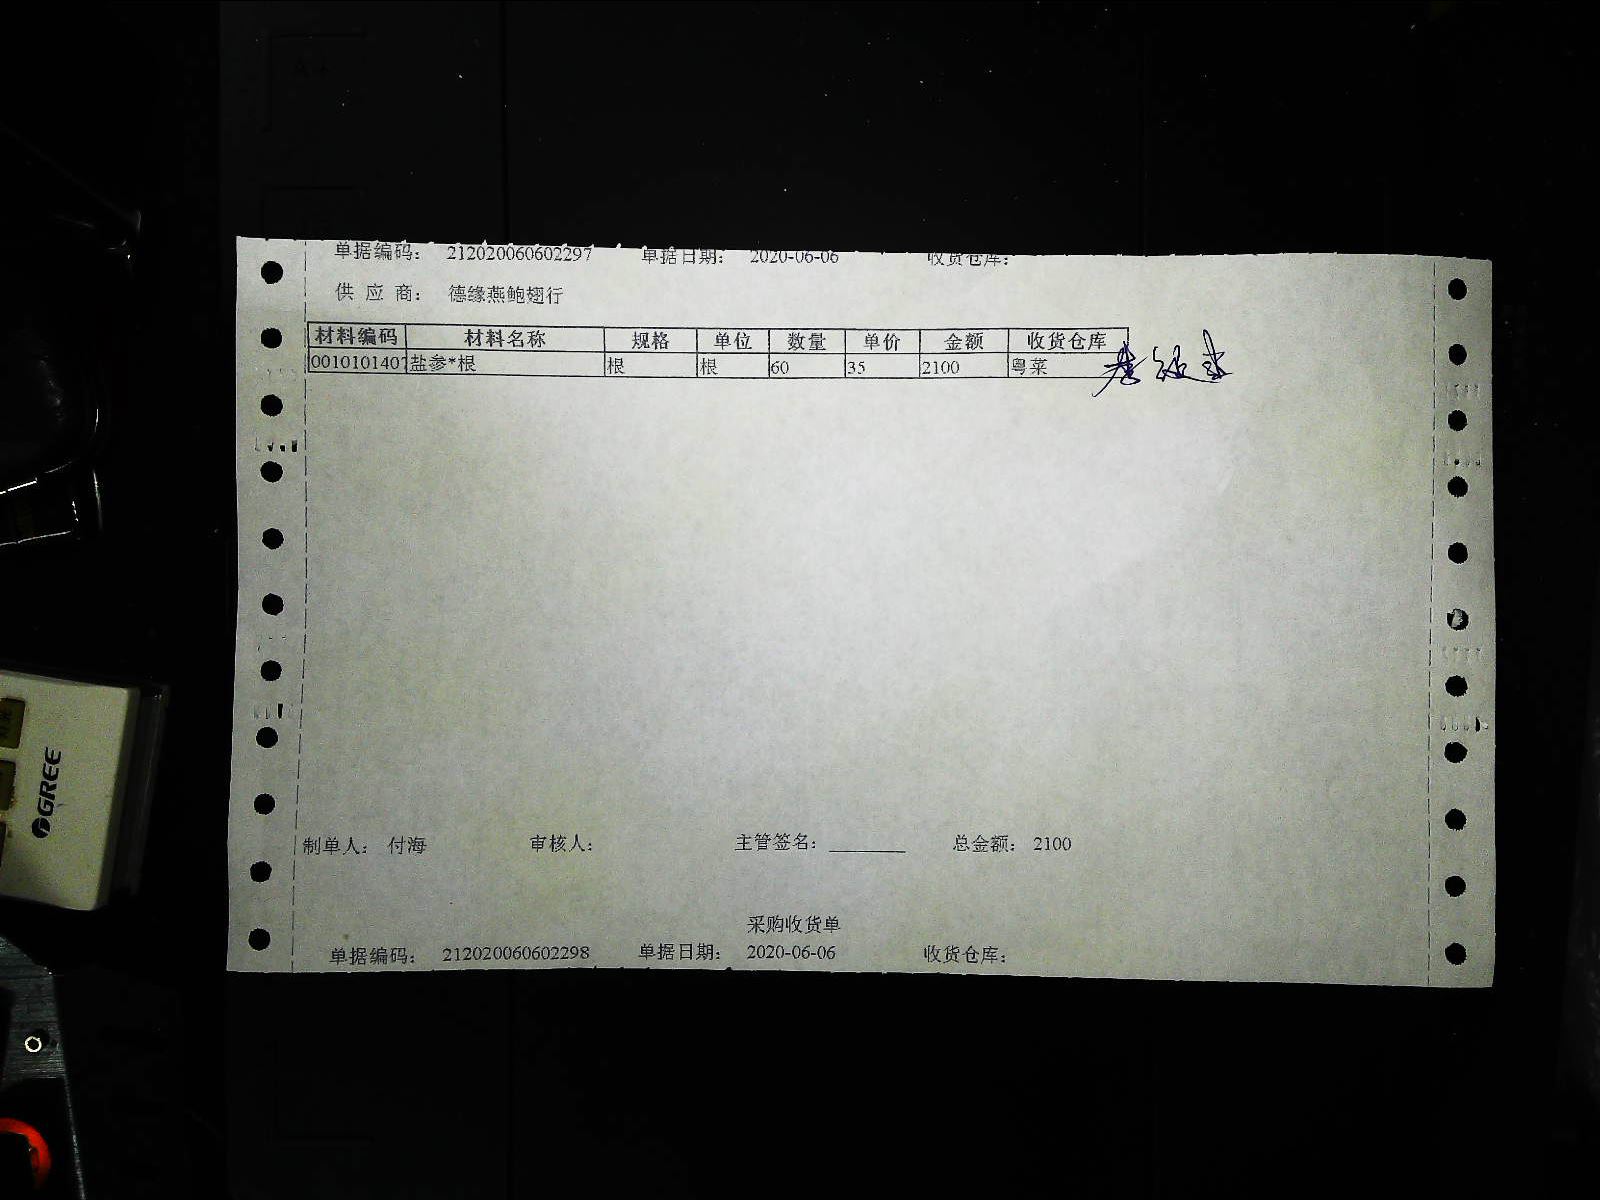 单据编码： 212020060602297 单据日期： 2020-06-06 收货仓库：
供 应 商： 德缘燕鲍翅行
材料编码 材料名称 规格 单位 数量 单价 金额 收货仓库
0010101407 盐参*根 根 根 60 35 2100 粤菜
制单人： 付海 审核人： 主管签名：________ 总金额： 2100
采购收货单
单据编码： 212020060602298 单据日期： 2020-06-06 收货仓库：
GREE